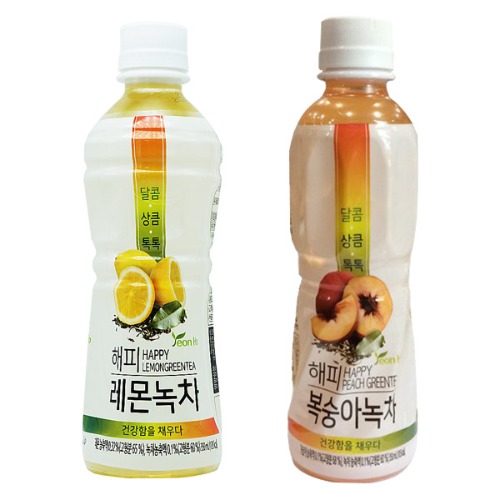 달콤
상큼
톡톡
Yeon H
해피 HAPPY
LEMONGREENTEA
레몬녹차
건강함을 채우다
달콤
상큼
톡톡
Yeon H
해피 HAPPY
PEACH GREENTE
복숭아녹차
건강함을 채우다